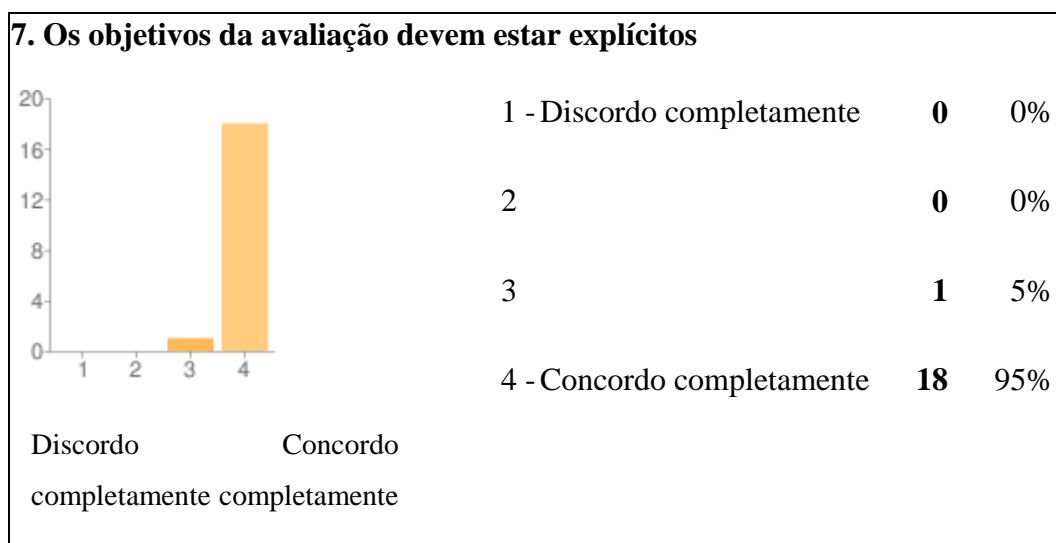 7. Os objetivos da avaliação devem estar explícitos
20
16
12
8
4
0
1 2 3 4
Discordo Concordo
completamente completamente
1 - Discordo completamente 0 0%
2 0 0%
3 1 5%
4 - Concordo completamente 18 95%